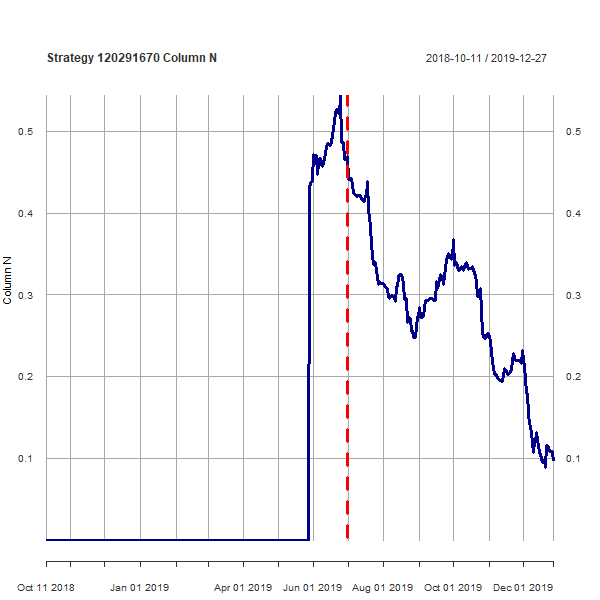 Strategy 120291670 Column N
2018-10-11 / 2019-12-27
0.5 0.5
0.4 0.4
0.3 0.3
0.2 0.2
0.1 0.1
Column N
Oct 11 2018 Jan 01 2019 Apr 01 2019 Jun 01 2019 Aug 01 2019 Oct 01 2019 Dec 01 2019